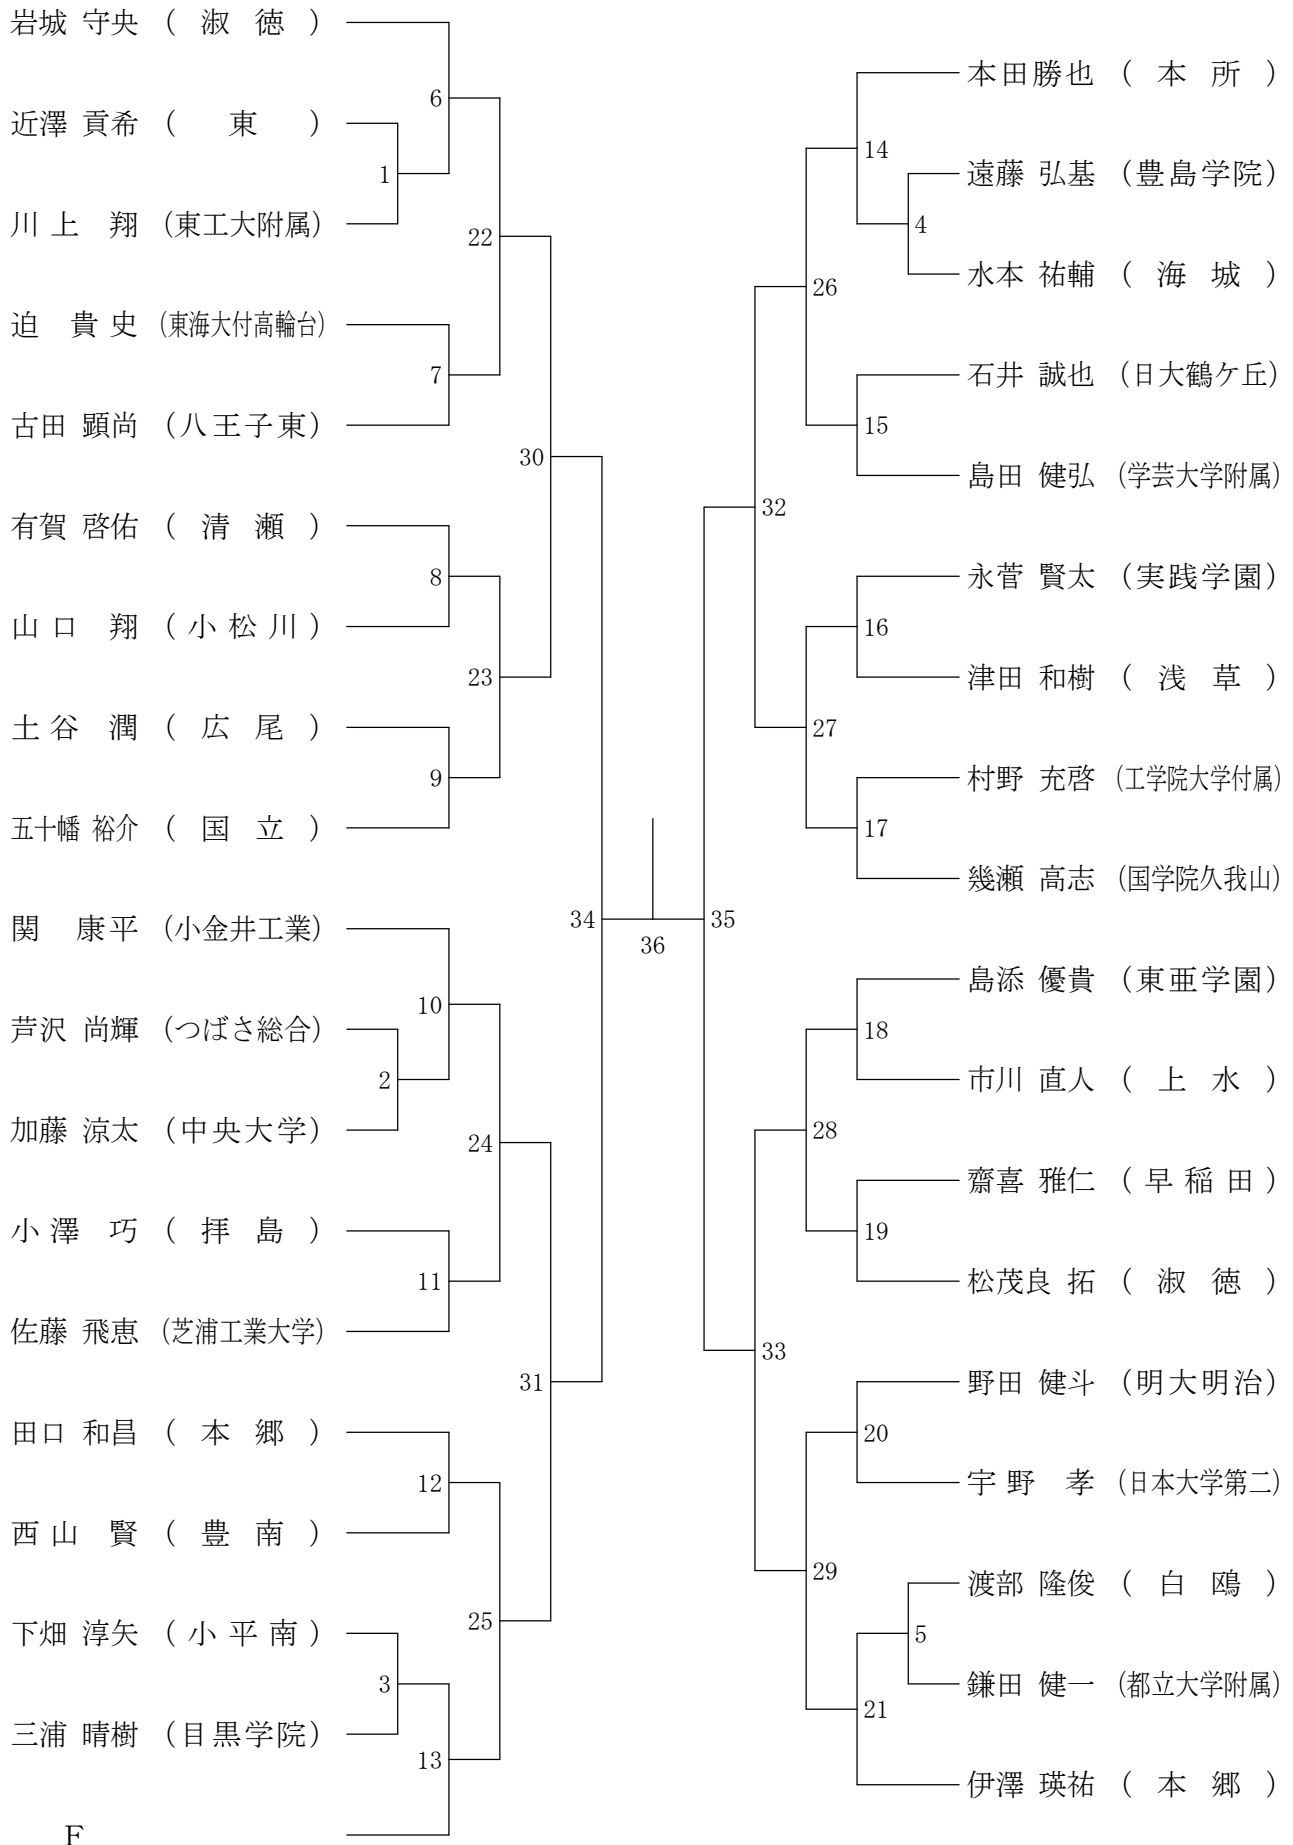 岩城 守央 (淑徳)
6
近澤 貢希 (東)
1
川上 翔 (東工大附属)
22
迫 貴史 (東海大付高輪台)
7
古田 顕尚 (八王子東)
30
有賀 啓佑 (清瀬)
8
山口 翔 (小松川)
23
土谷 潤 (広尾)
9
五十幡 裕介 (国立)
34
関 康平 (小金井工業)
10
芦沢 尚輝 (つばさ総合)
2
加藤 涼太 (中央大学)
24
小澤 巧 (拝島)
11
佐藤 飛恵 (芝浦工業大学)
31
田口 和昌 (本郷)
12
西山 賢 (豊南)
25
下畑 淳矢 (小平南)
3
三浦 晴樹 (目黒学院)
13
F
36
本田勝也 (本所)
14
遠藤 弘基 (豊島学院)
4
水本 祐輔 (海城)
26
石井 誠也 (日大鶴ケ丘)
15
島田 健弘 (学芸大学附属)
32
永菅 賢太 (実践学園)
16
津田 和樹 (浅草)
27
村野 充啓 (工学院大学付属)
17
幾瀬 高志 (国学院久我山)
35
島添 優貴 (東亜学園)
18
市川 直人 (上水)
28
齋喜 雅仁 (早稲田)
19
松茂良 拓 (淑徳)
33
野田 健斗 (明大明治)
20
宇野 孝 (日本大学第二)
29
渡部 隆俊 (白鴎)
5
鎌田 健一 (都立大学附属)
21
伊澤 瑛祐 (本郷)